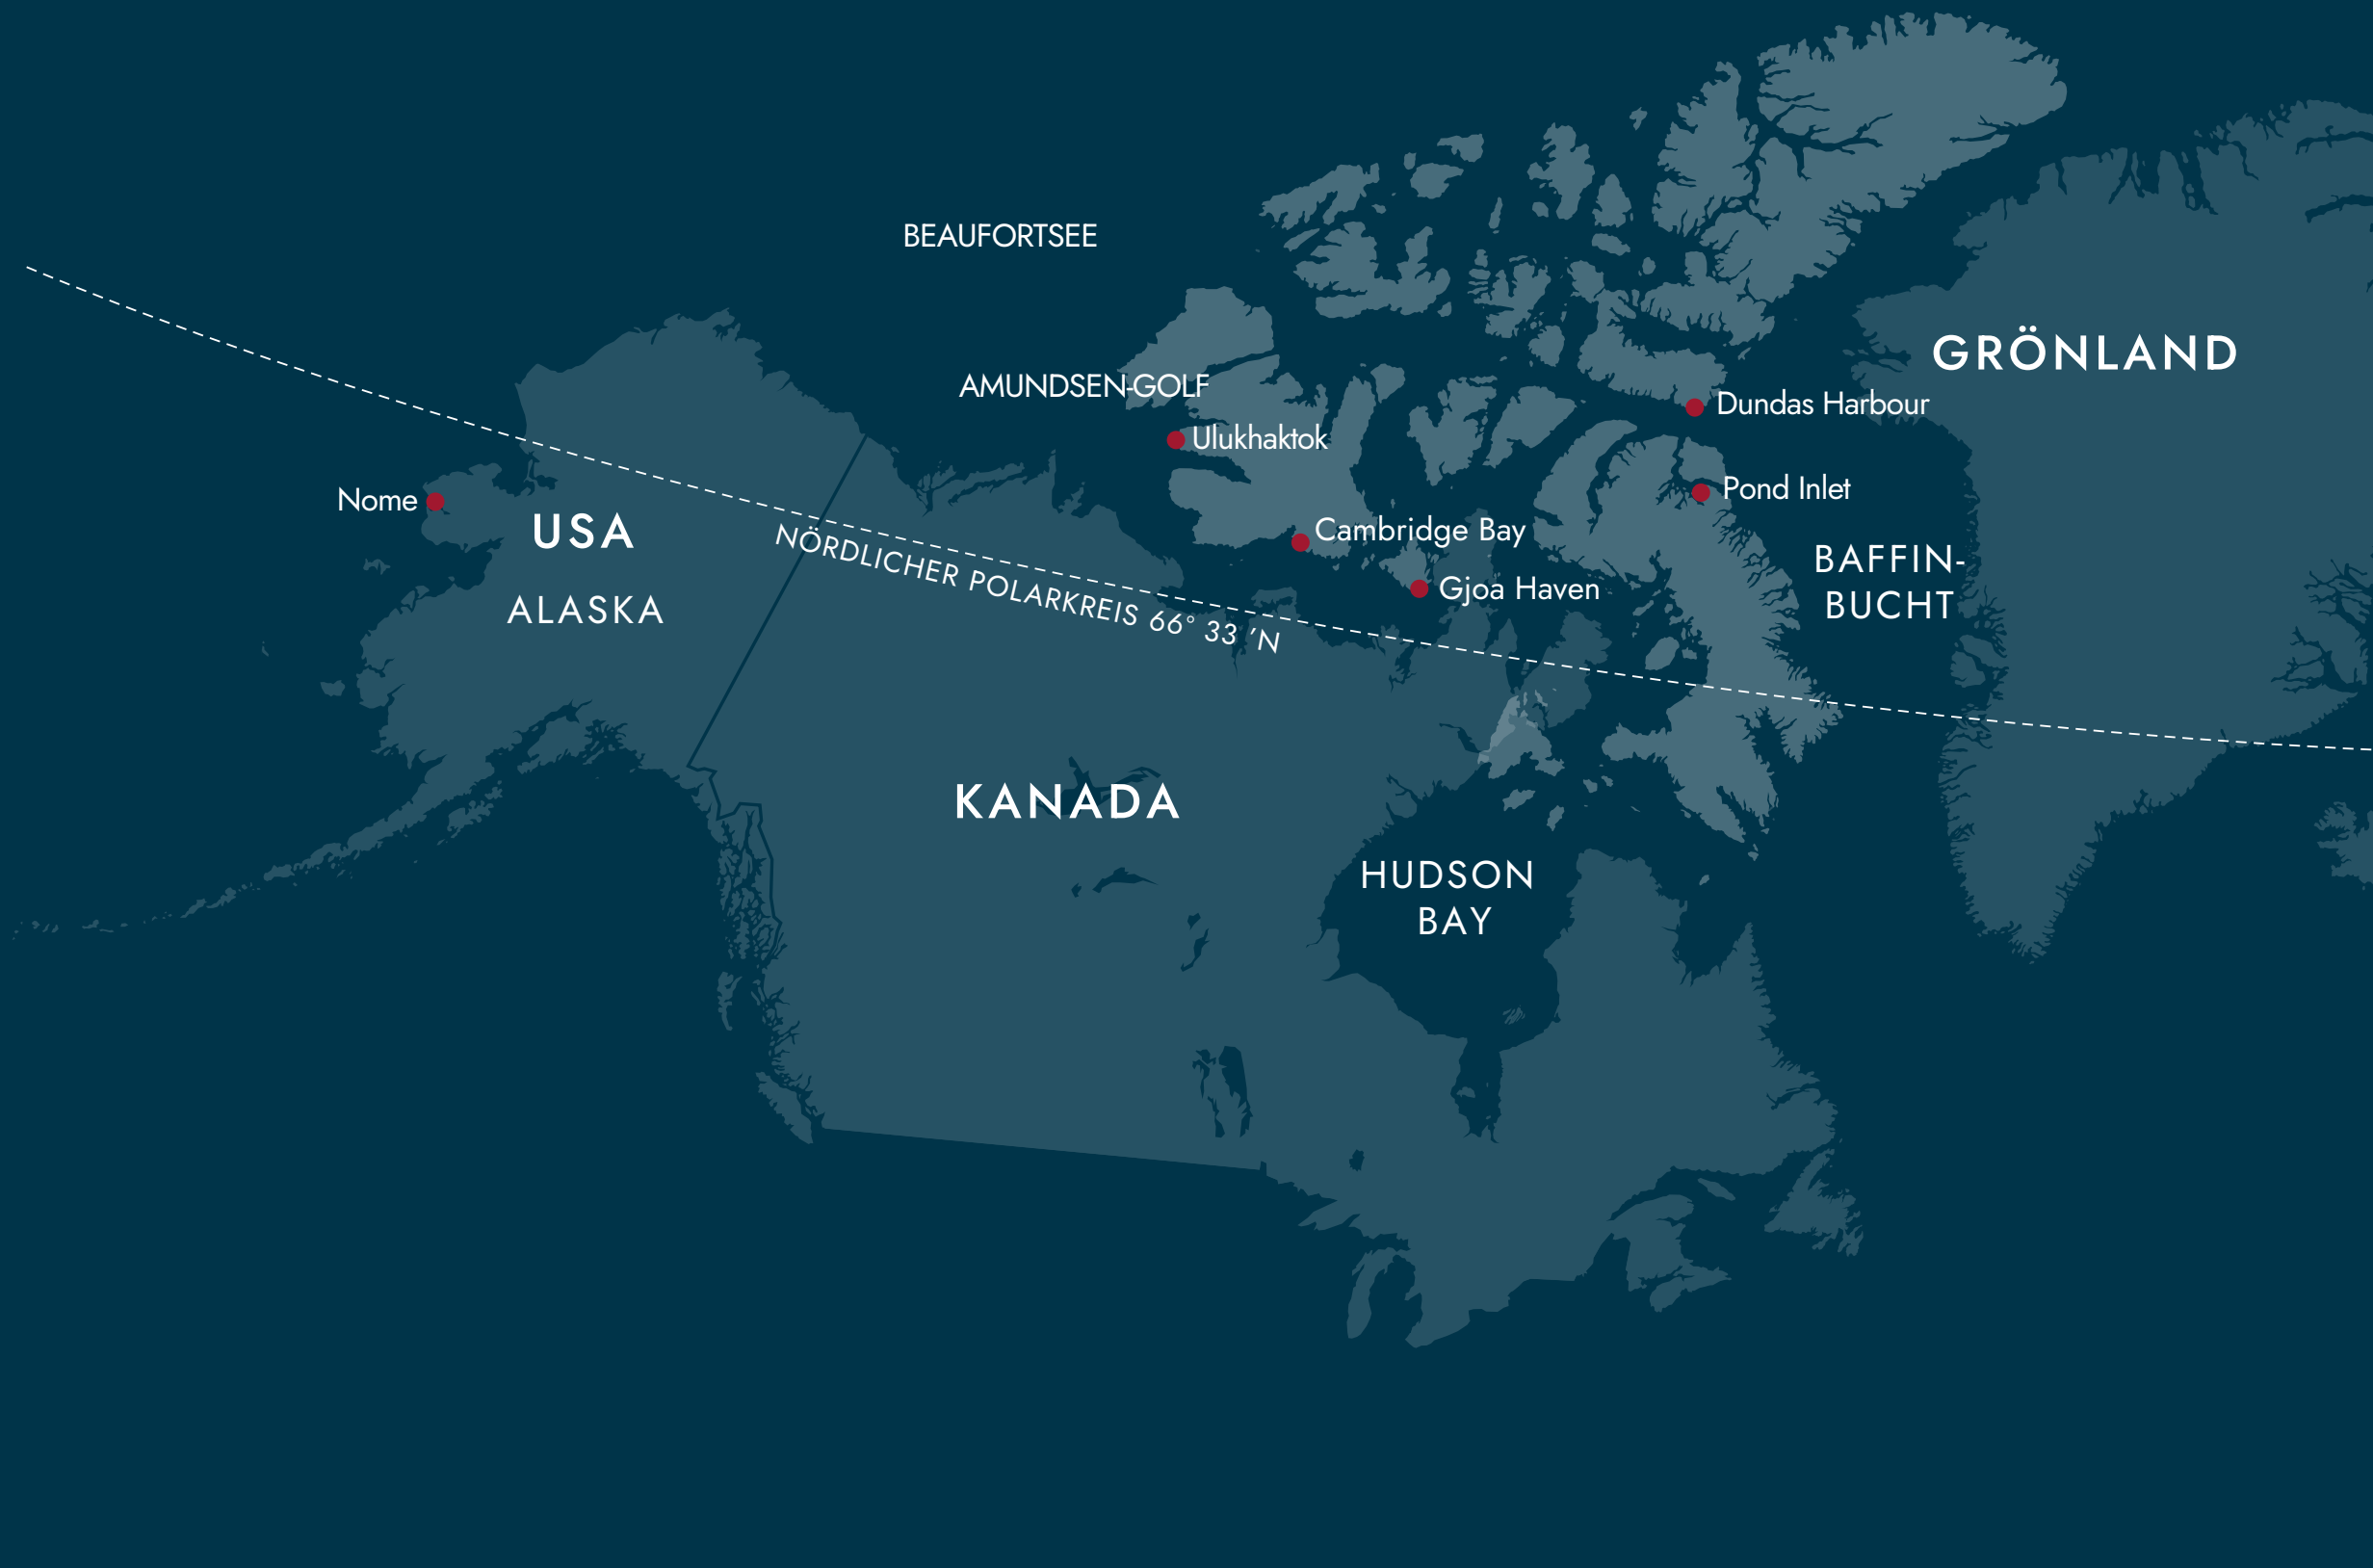 BEAUFORTSEE
GRÖNLAND
AMUNDSEN-GOLF
Dundas Harbour
Ulukhaktok
Pond Inlet
Nome
USA
Cambridge Bay
NÖRDLICHER POLARKREIS 66° 33 ’N
BAFFIN-
BUCHT
Gjoa Haven
ALASKA
KANADA
HUDSON
BAY